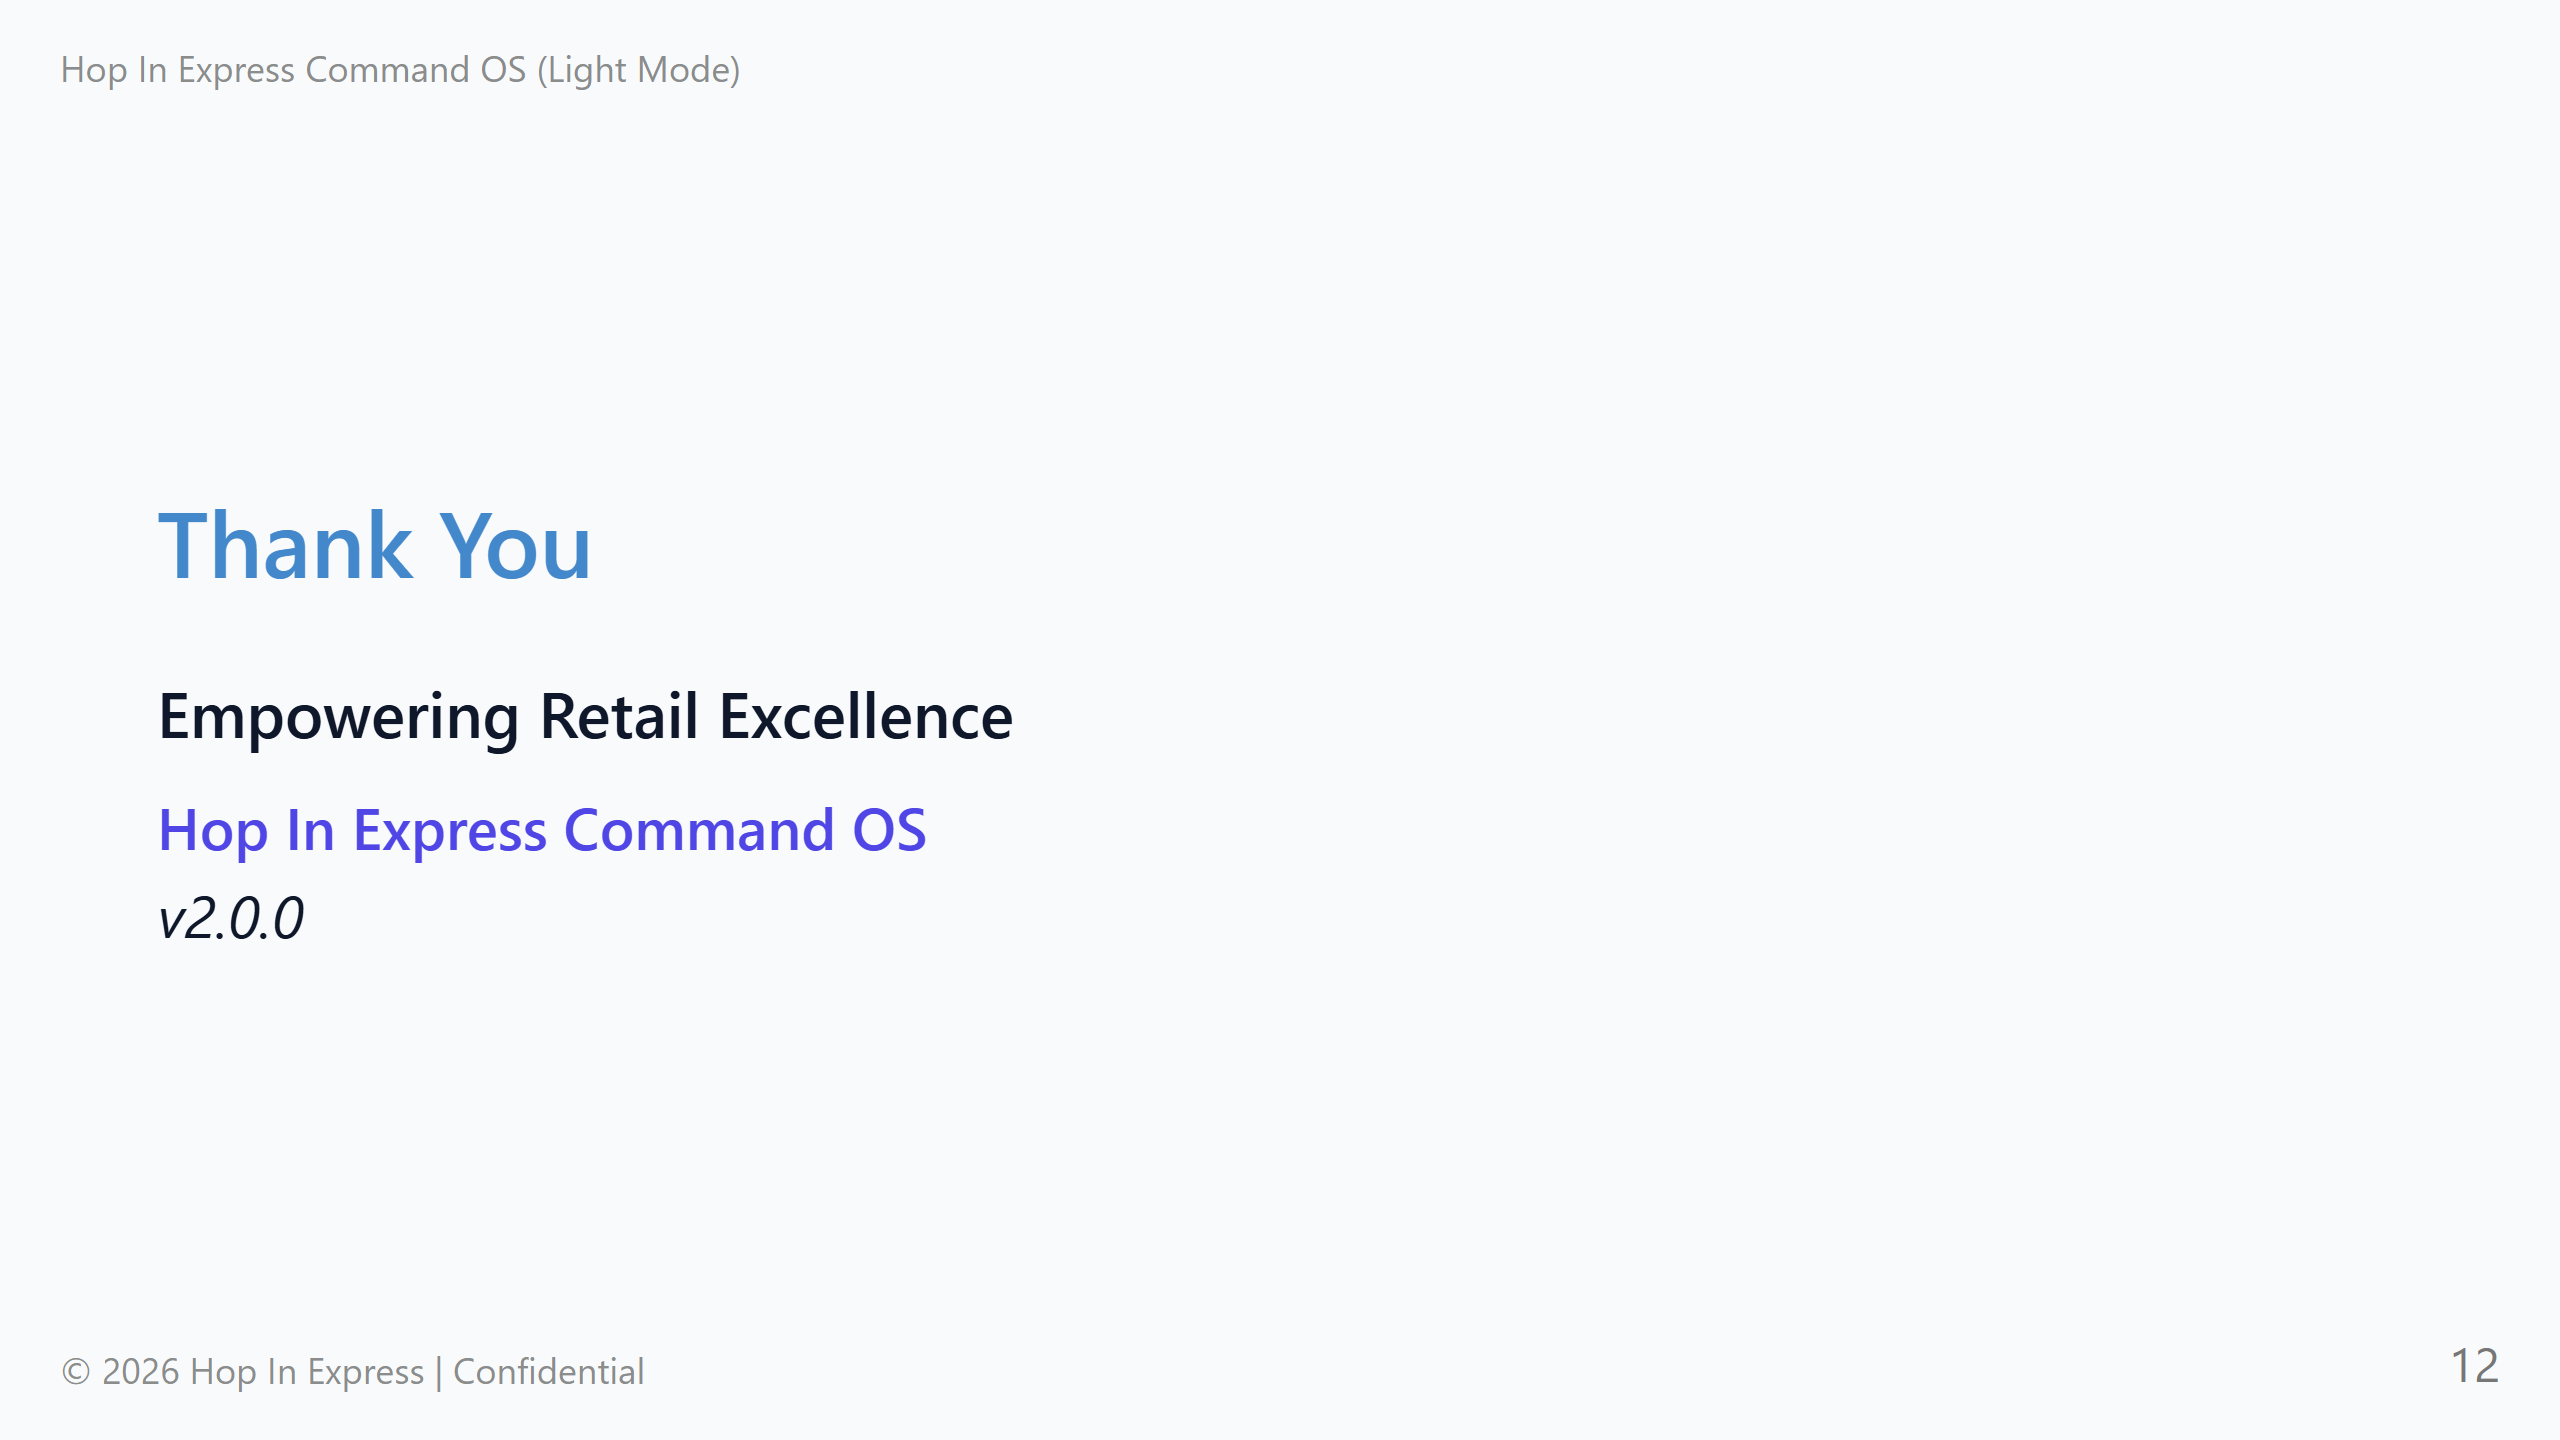 Hop In Express Command OS (Light Mode)
Thank You
Empowering Retail Excellence
Hop In Express Command OS
v2.0.0
© 2026 Hop In Express | Confidential
12